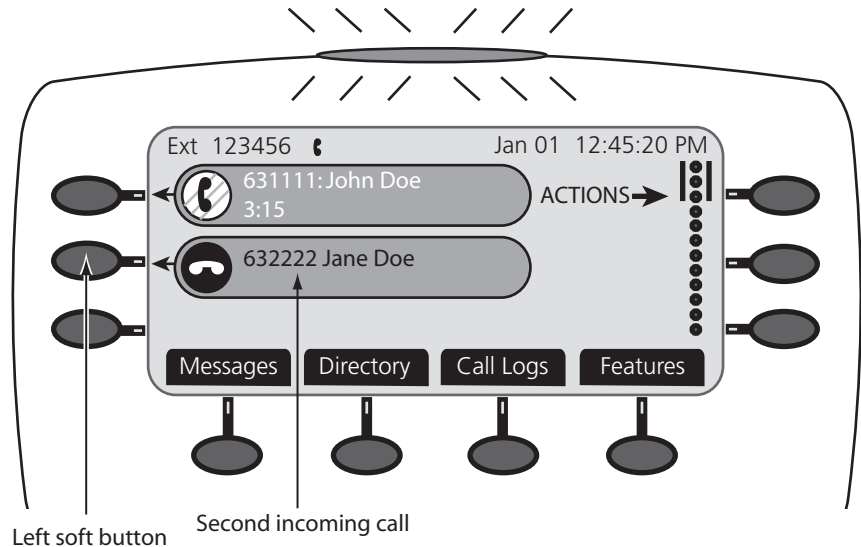 Ext 123456 Jan 01 12:45:20 PM
631111:John Doe
3:15
ACTIONS
632222 Jane Doe
Messages Directory Call Logs Features
Left soft button
Second incoming call